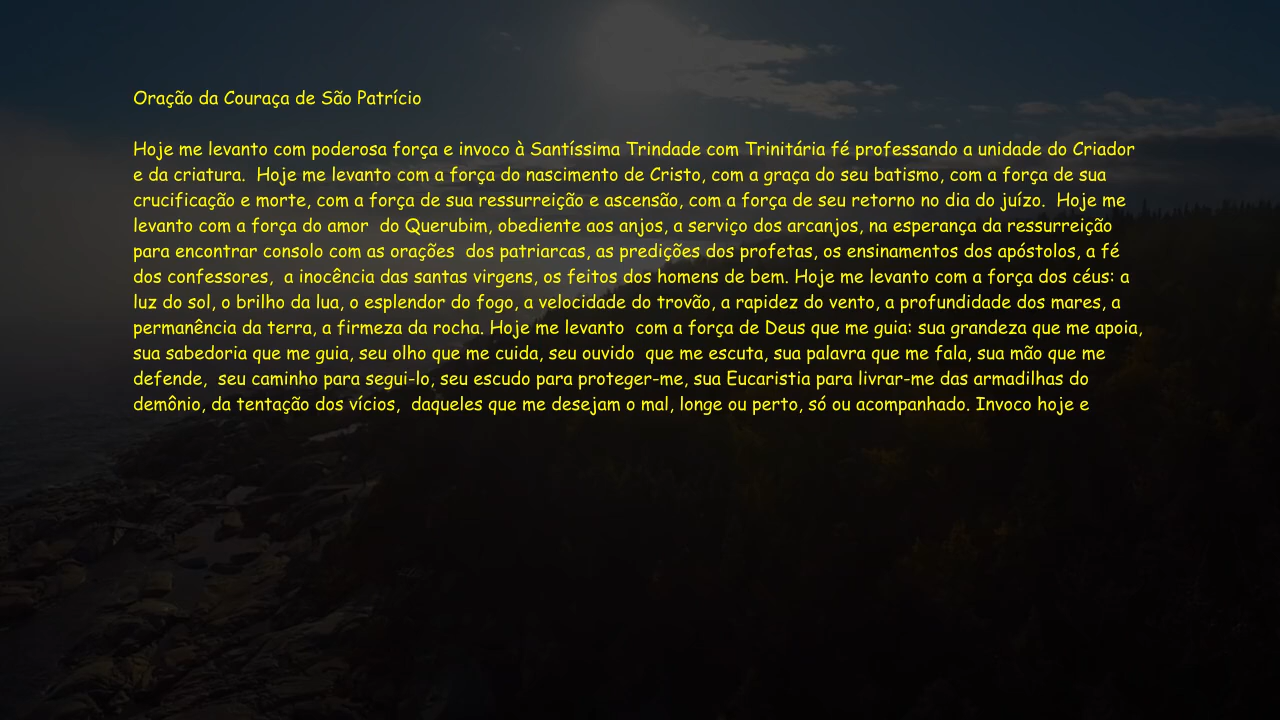 Oração da Couraça de São Patrício
Hoje me levanto com poderosa força e invoco à Santíssima Trindade com Trinitária fé professando a unidade do Criador
e da criatura.  Hoje me levanto com a força do nascimento de Cristo, com a graça do seu batismo, com a força de sua
crucificação e morte, com a força de sua ressurreição e ascensão, com a força de seu retorno no dia do juízo.  Hoje me
levanto com a força do amor  do Querubim, obediente aos anjos, a serviço dos arcanjos, na esperança da ressurreição
para encontrar consolo com as orações  dos patriarcas, as predições dos profetas, os ensinamentos dos apóstolos, a fé
dos confessores,  a inocência das santas virgens, os feitos dos homens de bem. Hoje me levanto com a força dos céus: a
luz do sol, o brilho da lua, o esplendor do fogo, a velocidade do trovão, a rapidez do vento, a profundidade dos mares, a
permanência da terra, a firmeza da rocha. Hoje me levanto  com a força de Deus que me guia: sua grandeza que me apoia,
sua sabedoria que me guia, seu olho que me cuida, seu ouvido  que me escuta, sua palavra que me fala, sua mão que me
defende,  seu caminho para segui-lo, seu escudo para proteger-me, sua Eucaristia para livrar-me das armadilhas do
demônio, da tentação dos vícios,  daqueles que me desejam o mal, longe ou perto, só ou acompanhado. Invoco hoje e